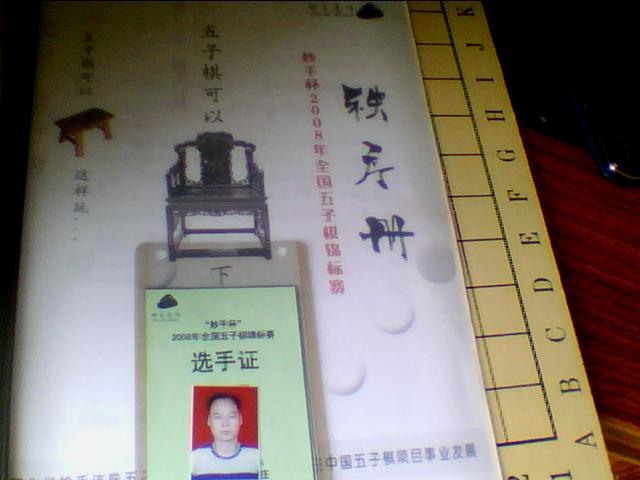 五子棋可以
这样玩...
五子棋可以
下
妙手杯2008年全国五子棋锦标赛
秩序册
"妙手杯"
2008年全国五子棋锦标赛
选手证
中国五子棋项目事业发展
K
J
I
H
G
F
E
D
C
B
A
1
2